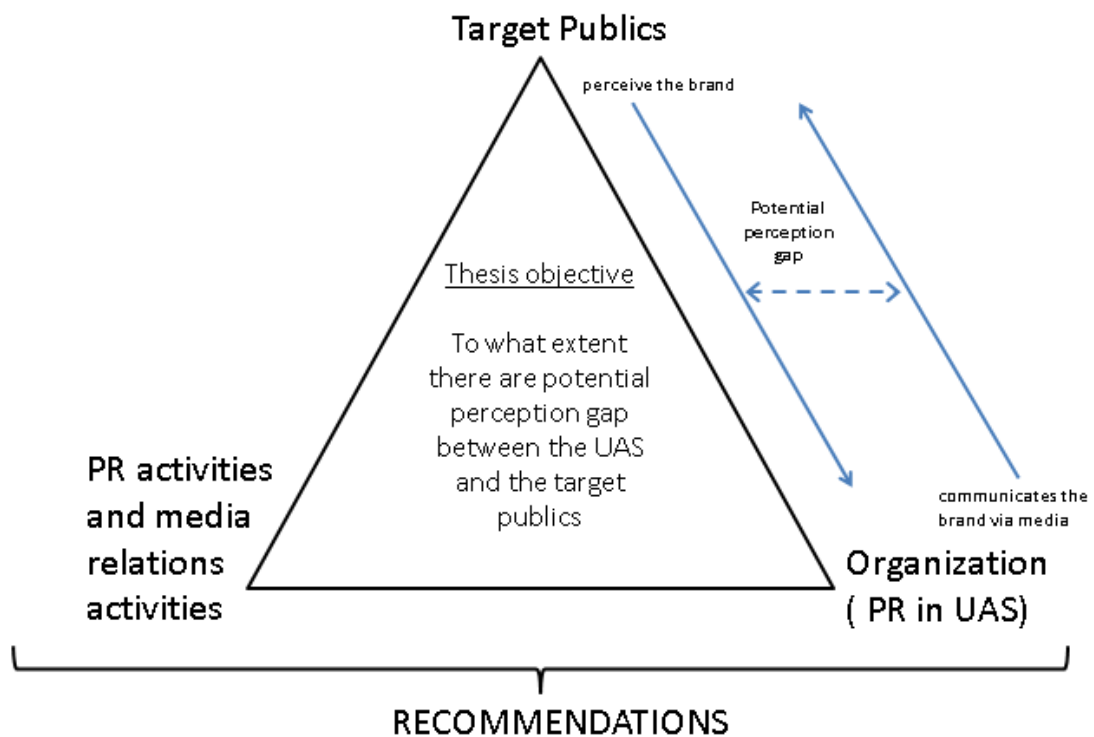 Target Publics
perceive the brand
Potential
perception
gap
Thesis objective
To what extent
there are potential
perception gap
between the UAS
and the target
publics
PR activities
and media
relations
activities
communicates the
brand via media
Organization
( PR in UAS)
RECOMMENDATIONS